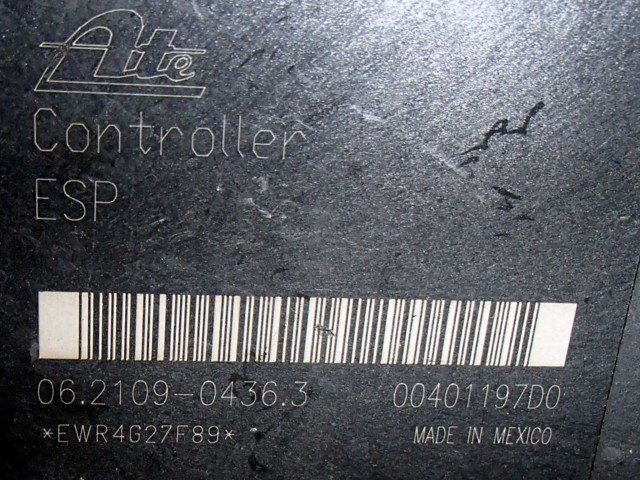 Ate
Controller
ESP
06.2109-0436.3 00401197D0
*EWR4G27F89* MADE IN MEXICO